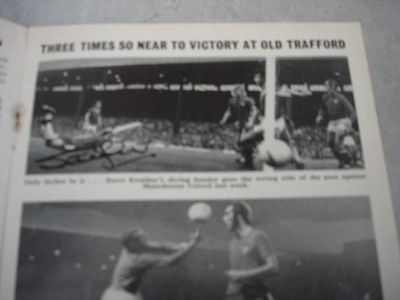 THREE TIMES SO NEAR TO VICTORY AT OLD TRAFFORD
Only inches in it . . . Steve Kember's diving header goes the wrong side of the post against
Manchester United last week.